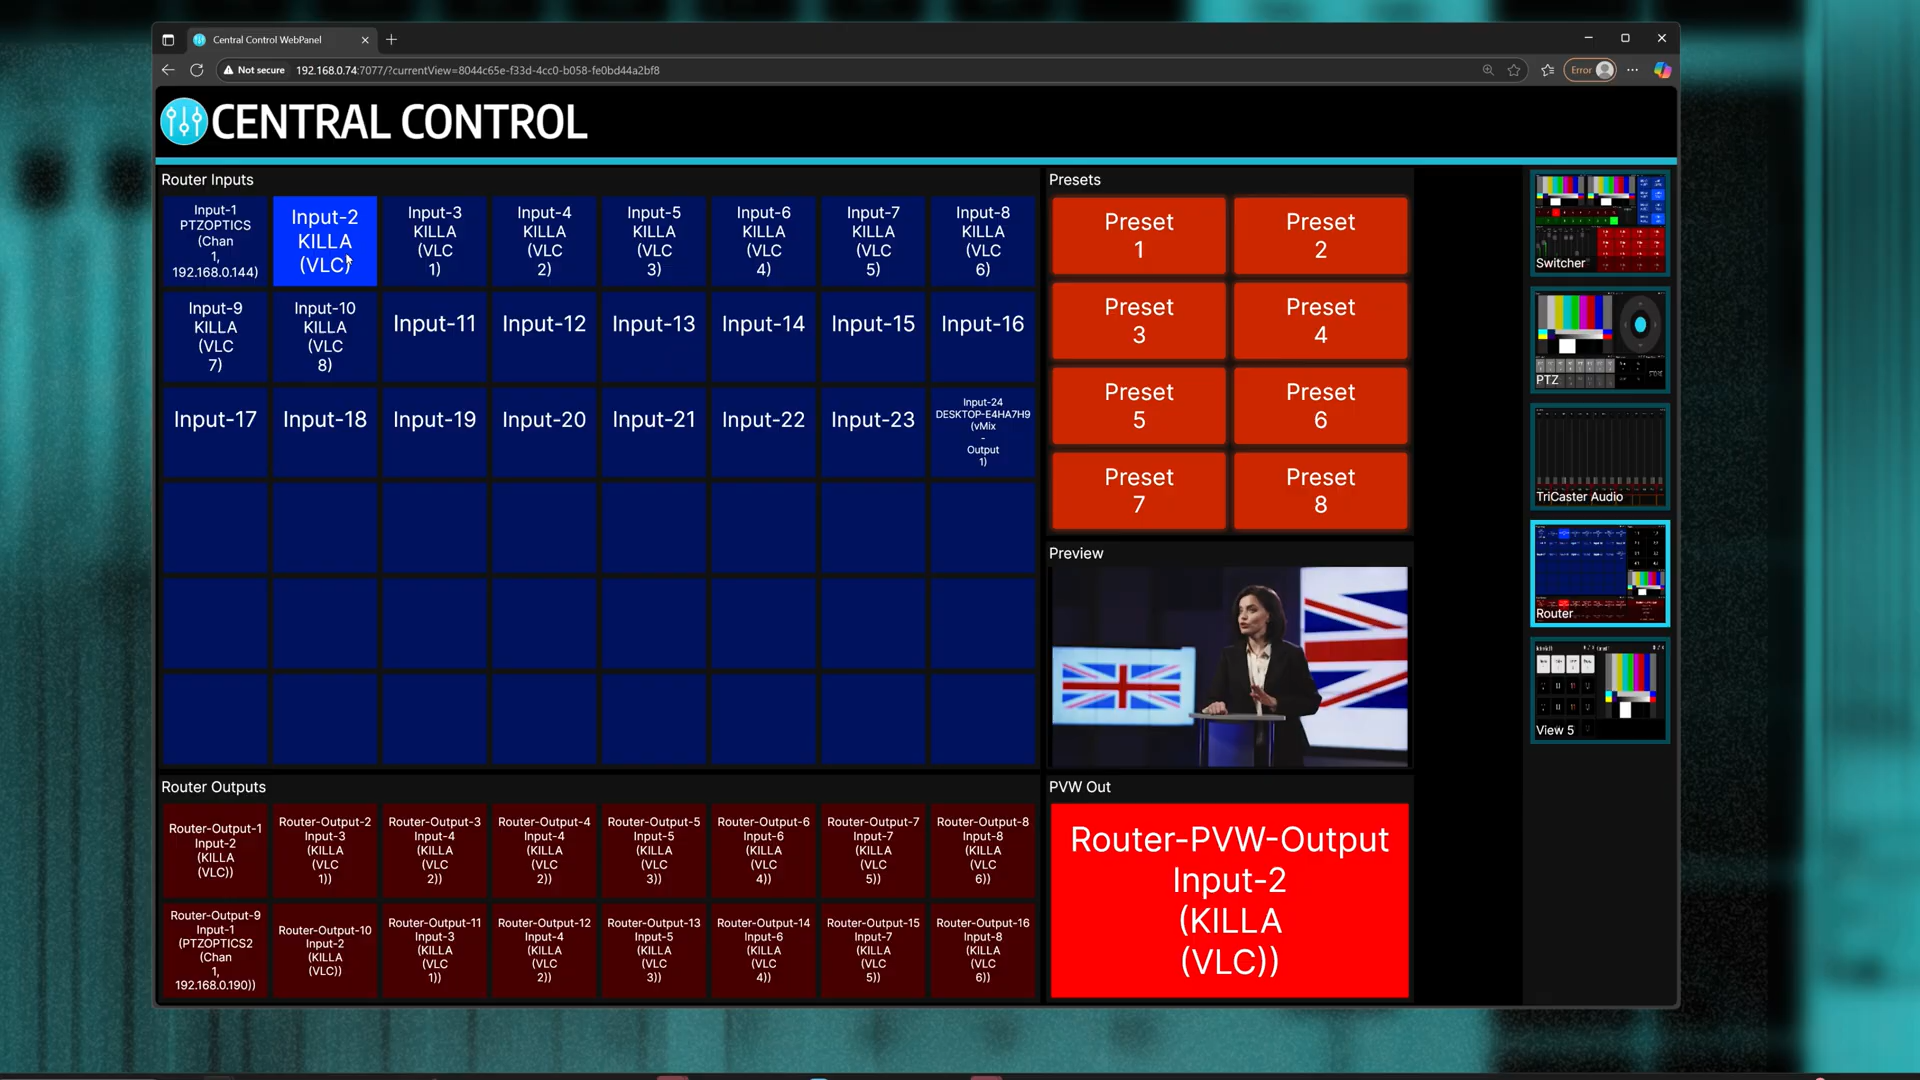 Central Control WebPanel
Not secure 192.168.0.74:7077/?currentView=8044c65e-f33d-4cc0-b058-fe0bd44a2bf8
Error
CENTRAL CONTROL
Router Inputs
Input-1
PTZOPTICS
(Chan
1,
192.168.0.144)
Input-2
KILLA
(VLC)
Input-3
KILLA
(VLC
1)
Input-4
KILLA
(VLC
2)
Input-5
KILLA
(VLC
3)
Input-6
KILLA
(VLC
4)
Input-7
KILLA
(VLC
5)
Input-8
KILLA
(VLC
6)
Input-9
KILLA
(VLC
7)
Input-10
KILLA
(VLC
8)
Input-11
Input-12
Input-13
Input-14
Input-15
Input-16
Input-17
Input-18
Input-19
Input-20
Input-21
Input-22
Input-23
Input-24
DESKTOP-E4HA7H9
(vMix
-
Output
1)
Router Outputs
Router-Output-1
Input-2
(KILLA
(VLC))
Router-Output-2
Input-3
(KILLA
(VLC
1))
Router-Output-3
Input-4
(KILLA
(VLC
2))
Router-Output-4
Input-4
(KILLA
(VLC
2))
Router-Output-5
Input-5
(KILLA
(VLC
3))
Router-Output-6
Input-6
(KILLA
(VLC
4))
Router-Output-7
Input-7
(KILLA
(VLC
5))
Router-Output-8
Input-8
(KILLA
(VLC
6))
Router-Output-9
Input-1
(PTZOPTICS2
(Chan
1,
192.168.0.190))
Router-Output-10
Input-2
(KILLA
(VLC))
Router-Output-11
Input-3
(KILLA
(VLC
1))
Router-Output-12
Input-4
(KILLA
(VLC
2))
Router-Output-13
Input-5
(KILLA
(VLC
3))
Router-Output-14
Input-6
(KILLA
(VLC
4))
Router-Output-15
Input-7
(KILLA
(VLC
5))
Router-Output-16
Input-8
(KILLA
(VLC
6))
Presets
Preset
1
Preset
2
Preset
3
Preset
4
Preset
5
Preset
6
Preset
7
Preset
8
Preview
PVW Out
Router-PVW-Output
Input-2
(KILLA
(VLC))
Switcher
PTZ
TriCaster Audio
Router
View 5